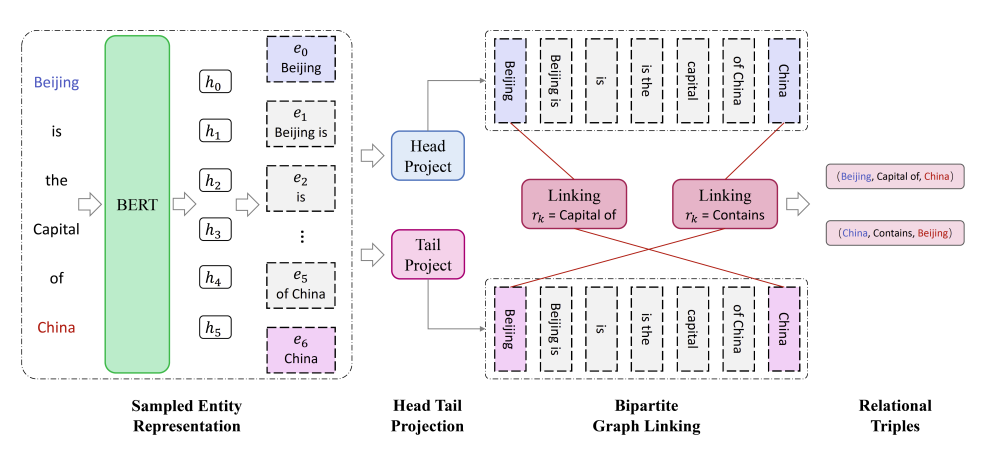 Beijing
is
the
Capital
of
China
BERT
h0
h1
h2
h3
h4
h5
e0
Beijing
e1
Beijing is
e2
is
⋮
e5
of China
e6
China
Head
Project
Tail
Project
Beijing
Beijing is
is
is the
capital
of China
China
Linking
rk = Capital of
Linking
rk = Contains
Beijing
Beijing is
is
is the
capital
of China
China
(Beijing, Capital of, China)
(China, Contains, Beijing)
Sampled Entity
Representation
Head Tail
Projection
Bipartite
Graph Linking
Relational
Triples